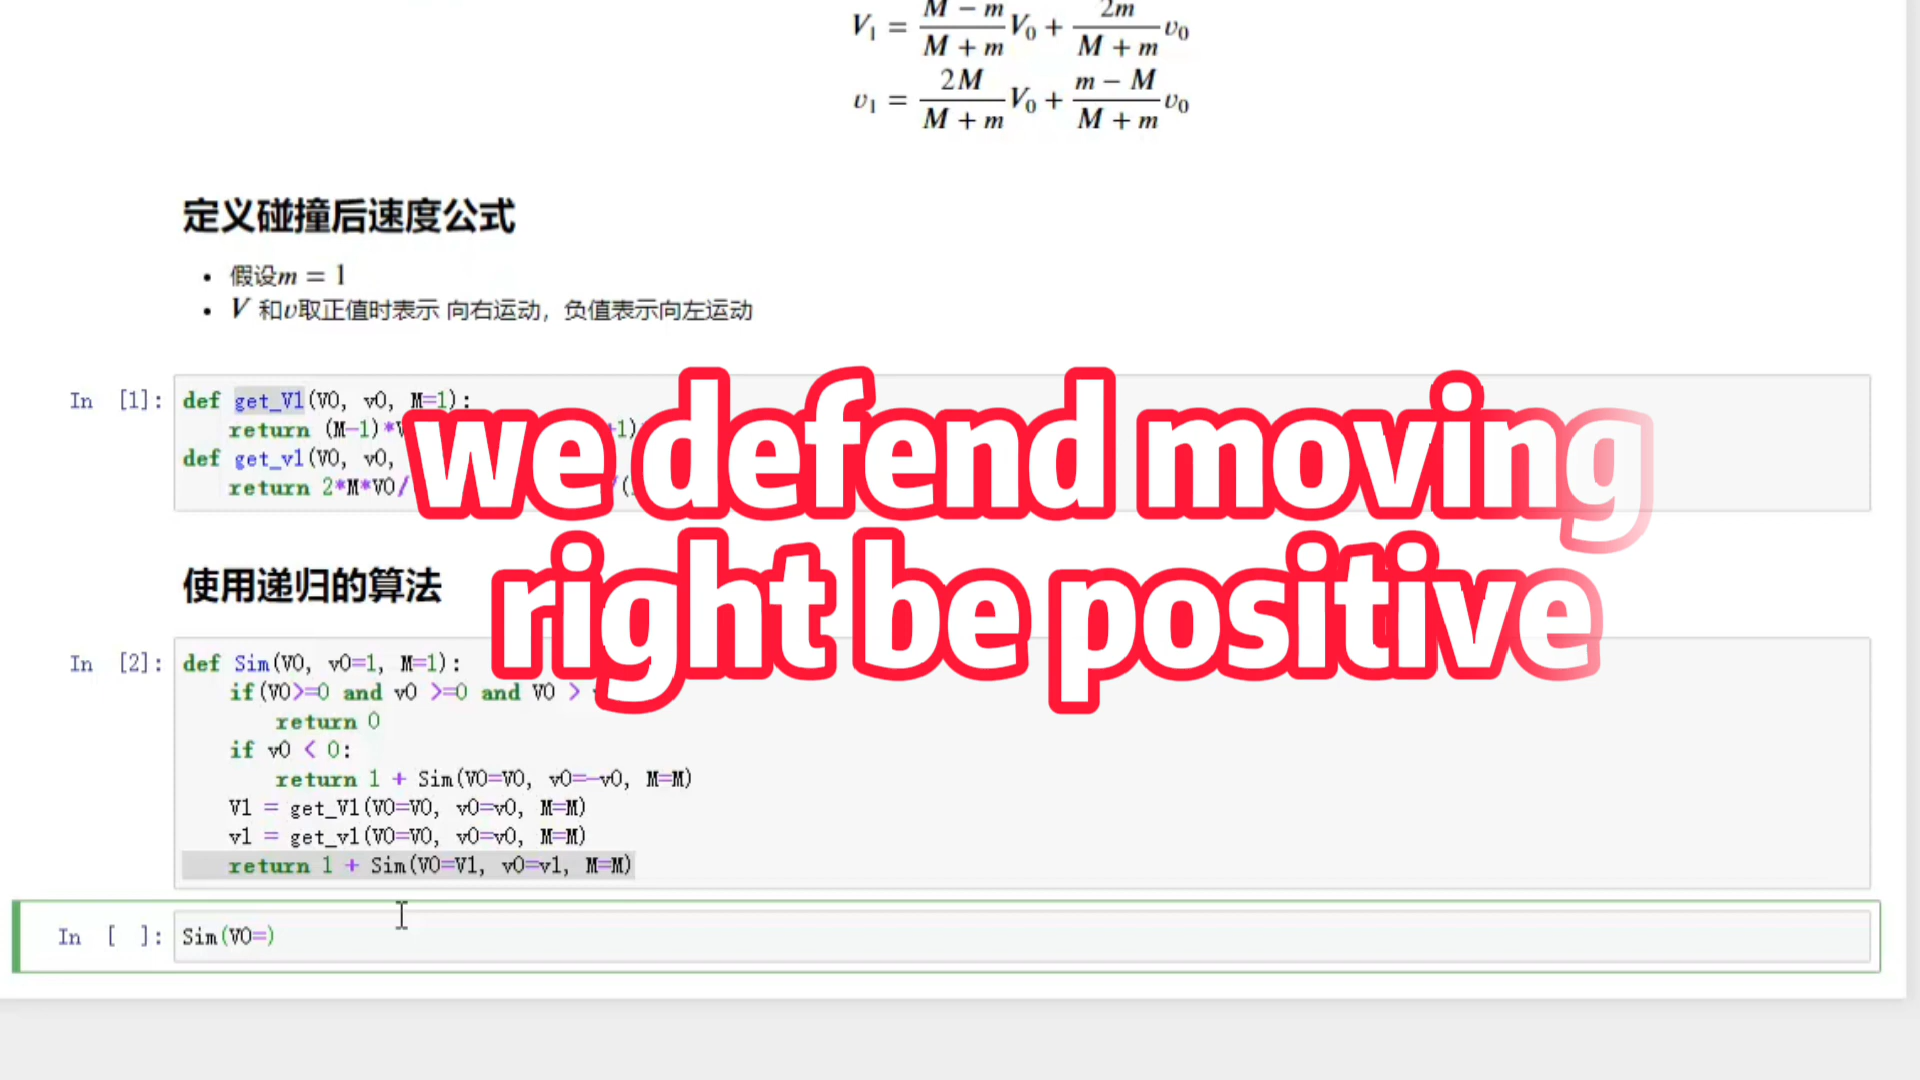 V₁ = (M − m)/(M + m) V₀ + 2m/(M + m) υ₀
υ₁ = 2M/(M + m) V₀ + (m − M)/(M + m) υ₀
定义碰撞后速度公式
• 假设m = 1
• V 和υ取正值时表示 向右运动，负值表示向左运动
In [1]: def get_V1(V0, v0, M=1):
return (M-1)*V +1)
def get_v1(V0, v0,
return 2*M*V0/ /(
we defend moving
right be positive
使用递归的算法
In [2]: def Sim(V0, v0=1, M=1):
if(V0>=0 and v0 >=0 and V0 >
return 0
if v0 < 0:
return 1 + Sim(V0=V0, v0=-v0, M=M)
V1 = get_V1(V0=V0, v0=v0, M=M)
v1 = get_v1(V0=V0, v0=v0, M=M)
return 1 + Sim(V0=V1, v0=v1, M=M)
In [ ]: Sim(V0=)